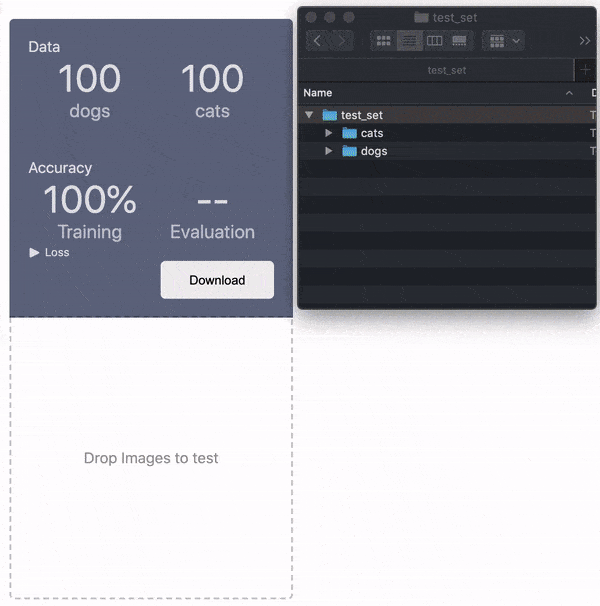 Data
100 100
dogs cats
Accuracy
100% --
Training Evaluation
Loss
Download
Drop Images to test
test_set
test_set
Name D
test_set T
cats T
dogs T